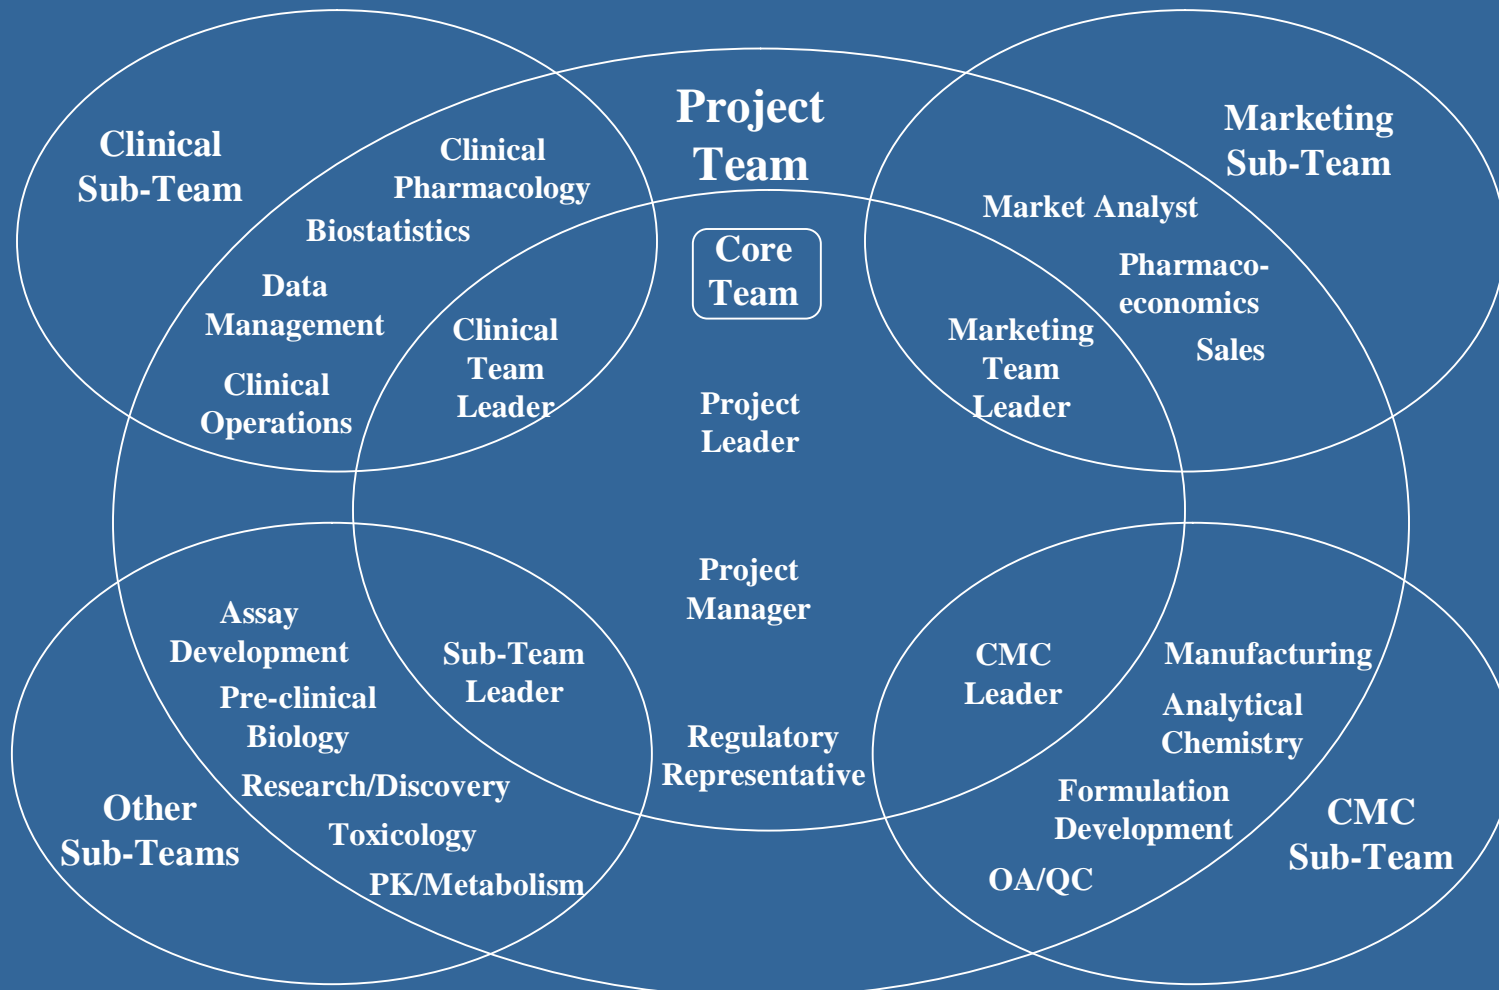 Project
Team
Clinical
Sub-Team
Clinical
Pharmacology
Biostatistics
Data
Management
Clinical
Operations
Clinical
Team
Leader
Core
Team
Marketing
Sub-Team
Market Analyst
Pharmaco-
economics
Sales
Marketing
Team
Leader
Project
Leader
Project
Manager
Regulatory
Representative
Assay
Development
Pre-clinical
Biology
Research/Discovery
Toxicology
PK/Metabolism
Other
Sub-Teams
Sub-Team
Leader
CMC
Leader
Manufacturing
Analytical
Chemistry
Formulation
Development
OA/QC
CMC
Sub-Team